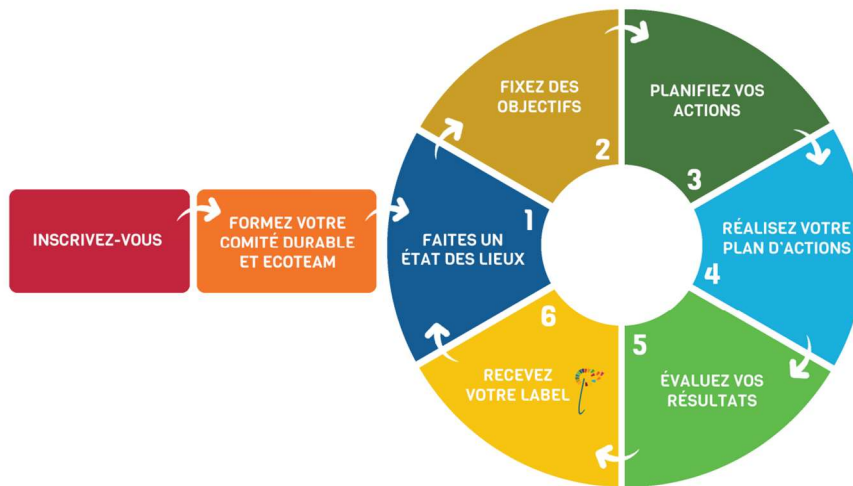 INSCRIVEZ-VOUS
FORMEZ VOTRE
COMITÉ DURABLE
ET ECOTEAM
1
FAITES UN
ÉTAT DES LIEUX
2
FIXEZ DES
OBJECTIFS
3
PLANIFIEZ VOS
ACTIONS
4
RÉALISEZ VOTRE
PLAN D'ACTIONS
5
ÉVALUEZ VOS
RÉSULTATS
6
RECEVEZ
VOTRE LABEL